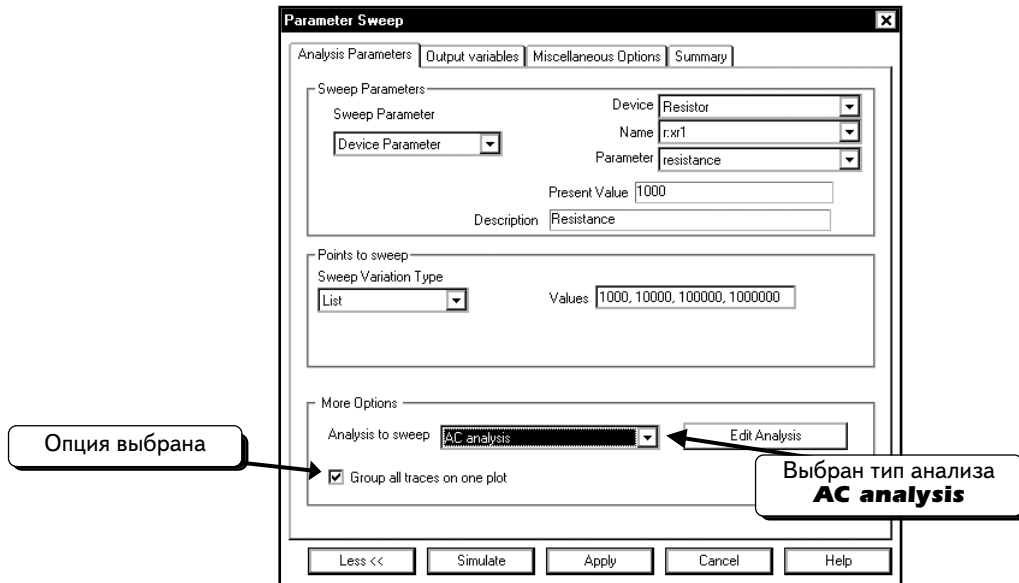 Parameter Sweep
Analysis Parameters Output variables Miscellaneous Options Summary
Sweep Parameters
Sweep Parameter
Device Parameter
Device Resistor
Name r:xr1
Parameter resistance
Present Value 1000
Description Resistance
Points to sweep
Sweep Variation Type
List
Values 1000, 10000, 100000, 1000000
More Options
Analysis to sweep AC analysis Edit Analysis
Group all traces on one plot
Опция выбрана
Выбран тип анализа
AC analysis
Less << Simulate Apply Cancel Help